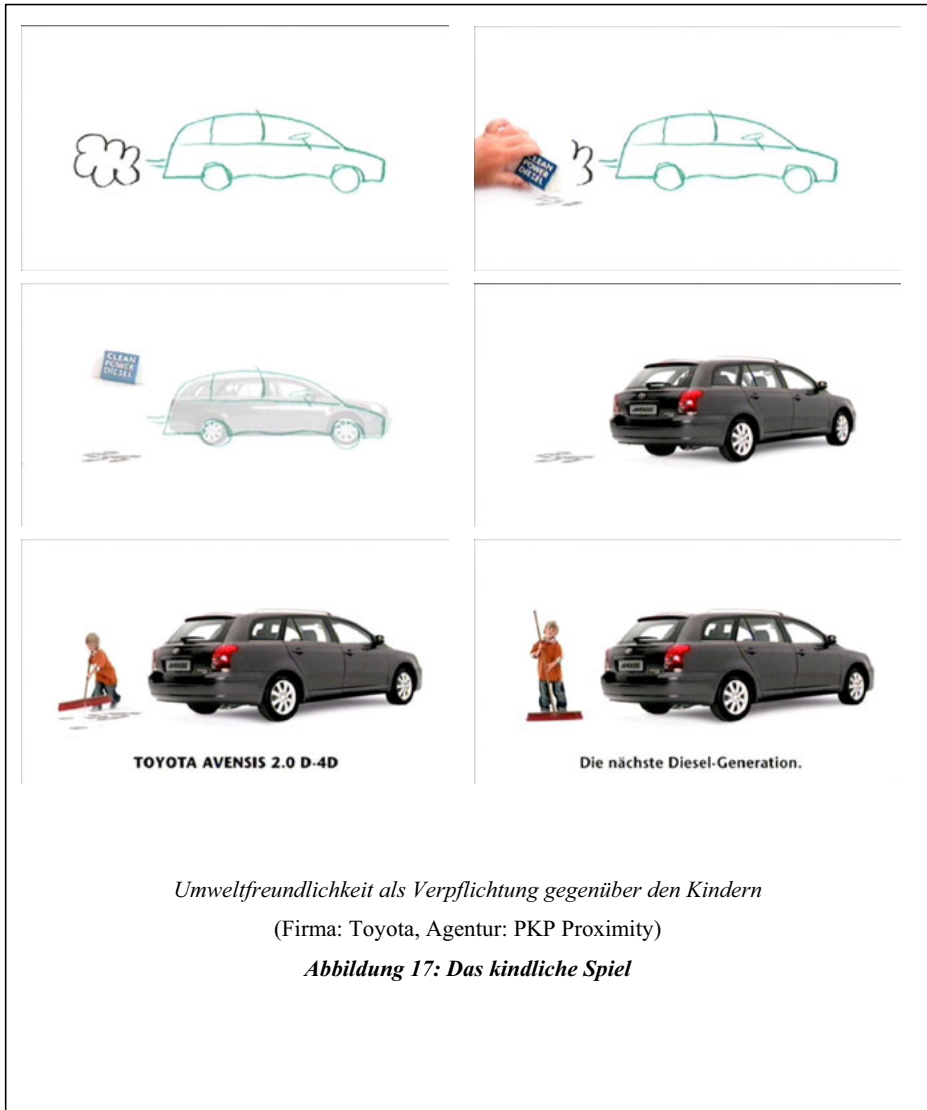 CLEAN
POWER
DIESEL
CLEAN
POWER
DIESEL
AVENSIS
AVENSIS
TOYOTA AVENSIS 2.0 D-4D
AVENSIS
Die nächste Diesel-Generation.
Umweltfreundlichkeit als Verpflichtung gegenüber den Kindern
(Firma: Toyota, Agentur: PKP Proximity)
Abbildung 17: Das kindliche Spiel